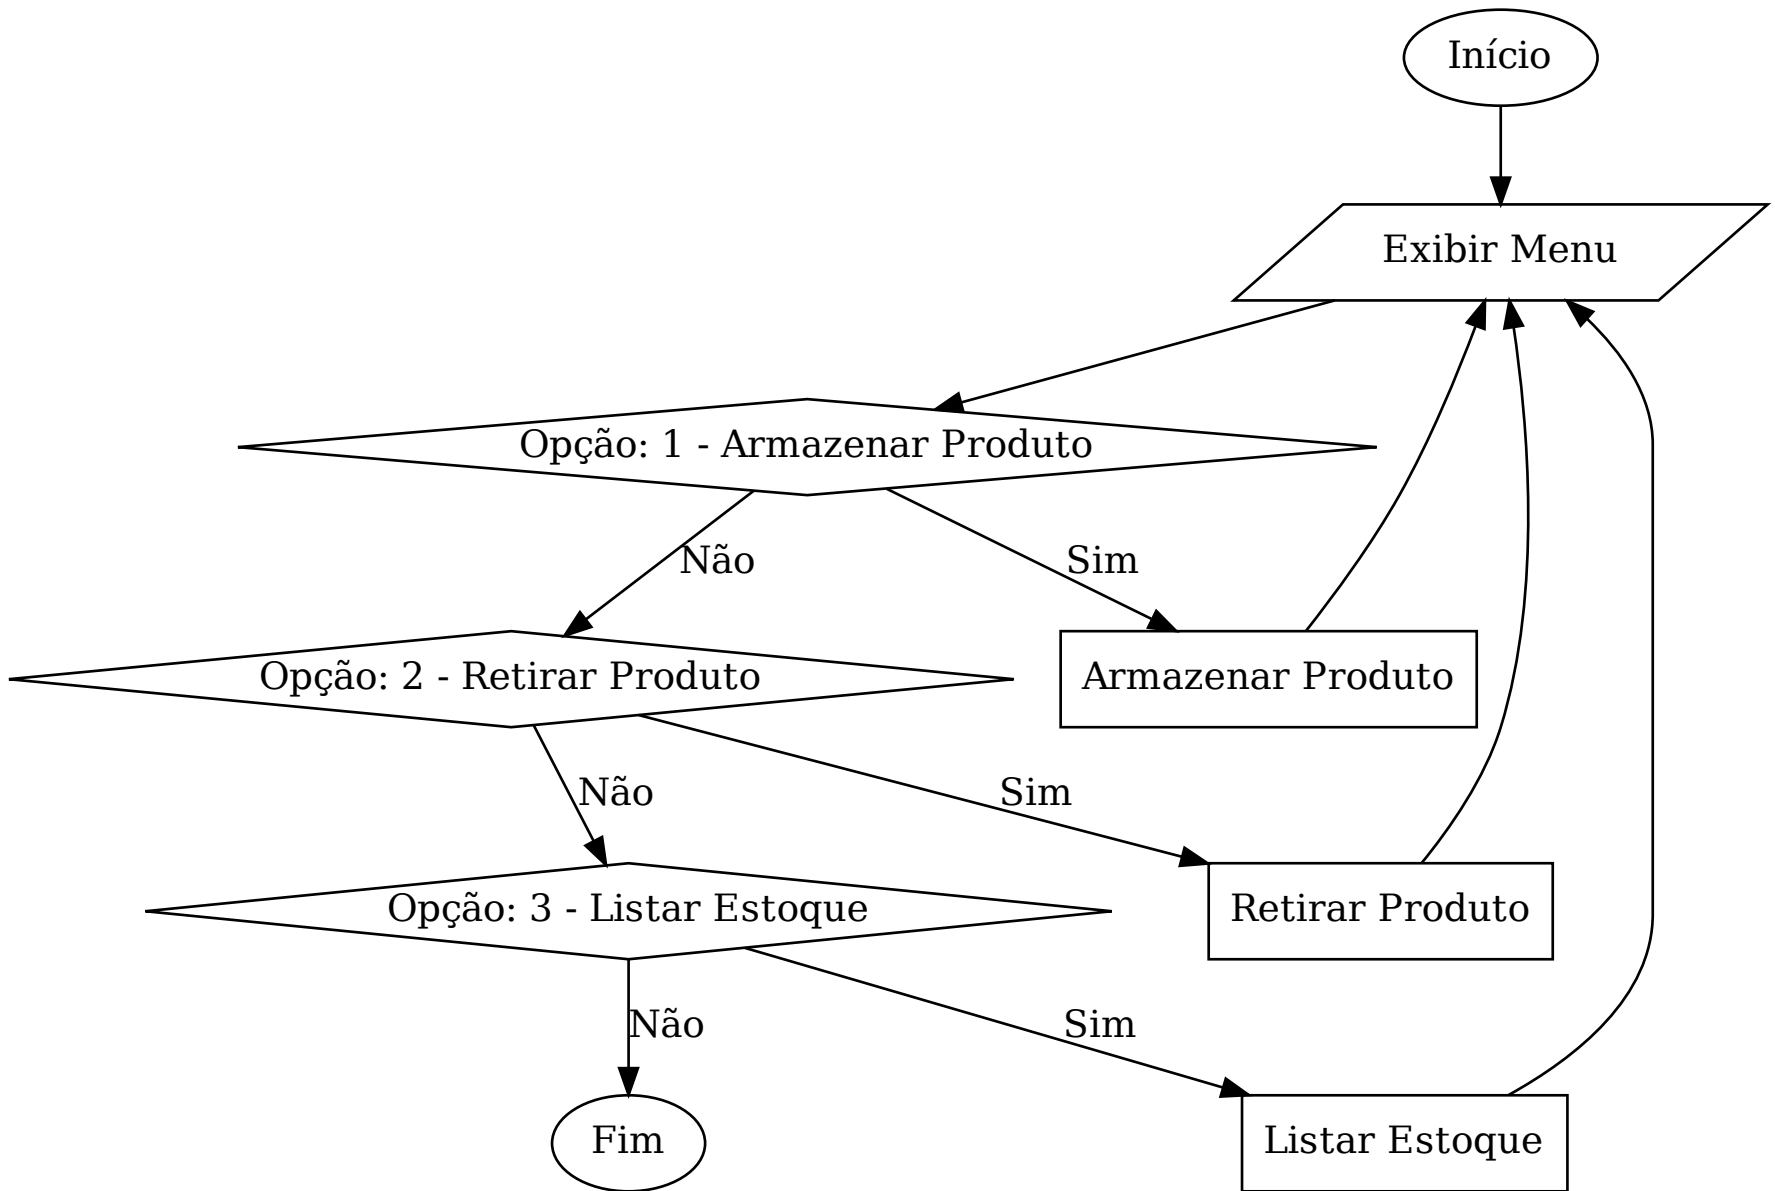 Início
Exibir Menu
Opção: 1 - Armazenar Produto
Não
Sim
Opção: 2 - Retirar Produto
Armazenar Produto
Não
Sim
Opção: 3 - Listar Estoque
Retirar Produto
Não
Sim
Fim
Listar Estoque